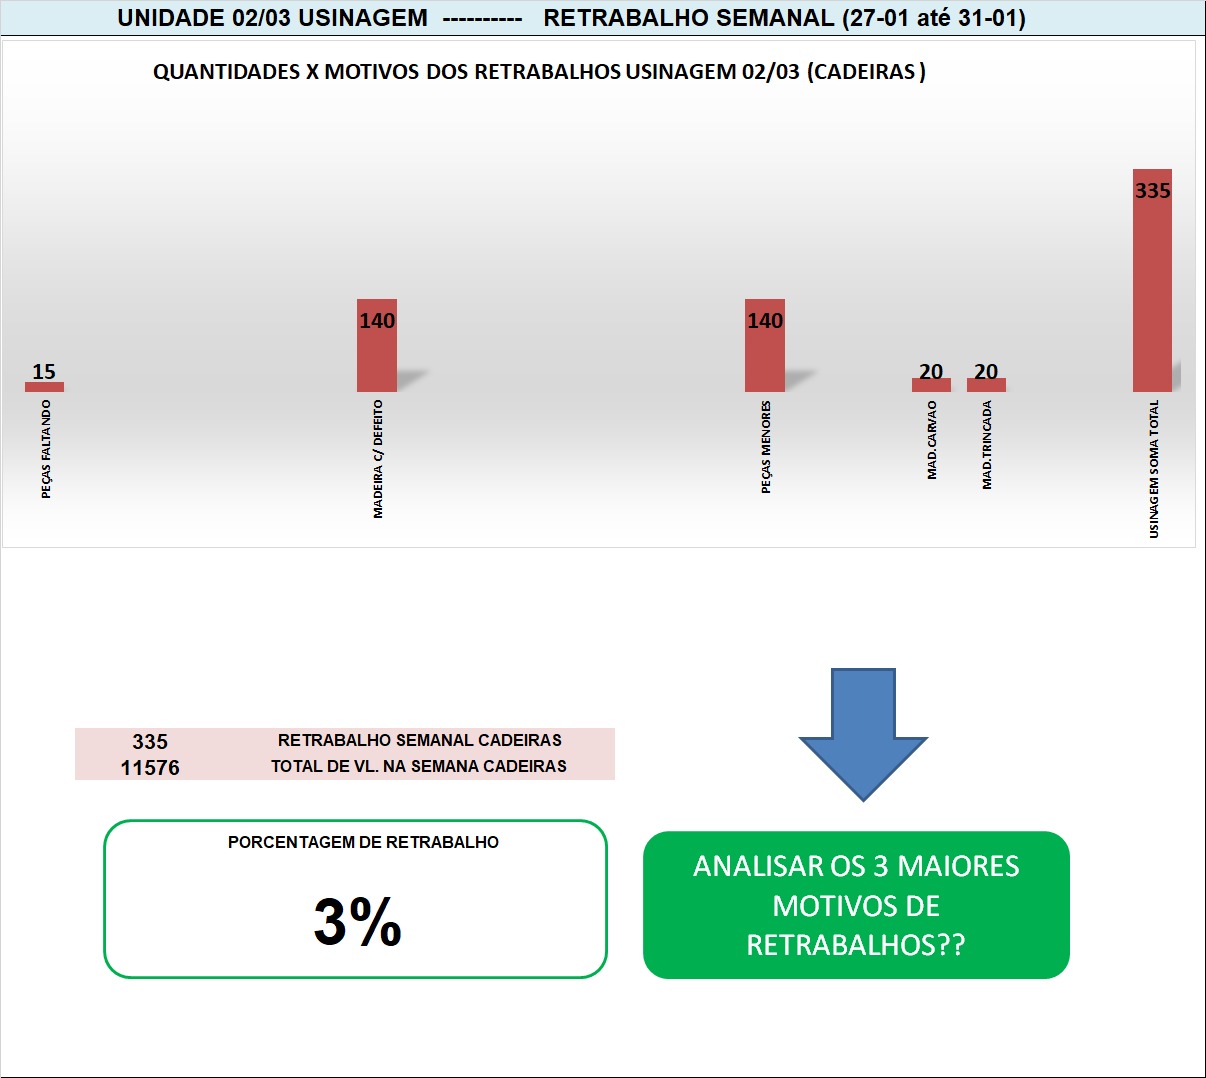 UNIDADE 02/03 USINAGEM ---------- RETRABALHO SEMANAL (27-01 até 31-01)
QUANTIDADES X MOTIVOS DOS RETRABALHOS USINAGEM 02/03 (CADEIRAS )
15
140
140
20
20
335
PEÇAS FALTANDO
MADEIRA C/ DEFEITO
PEÇAS MENORES
MAD.CARVAO
MAD.TRINCADA
USINAGEM SOMA TOTAL
335 RETRABALHO SEMANAL CADEIRAS
11576 TOTAL DE VL. NA SEMANA CADEIRAS
PORCENTAGEM DE RETRABALHO
3%
ANALISAR OS 3 MAIORES
MOTIVOS DE
RETRABALHOS??